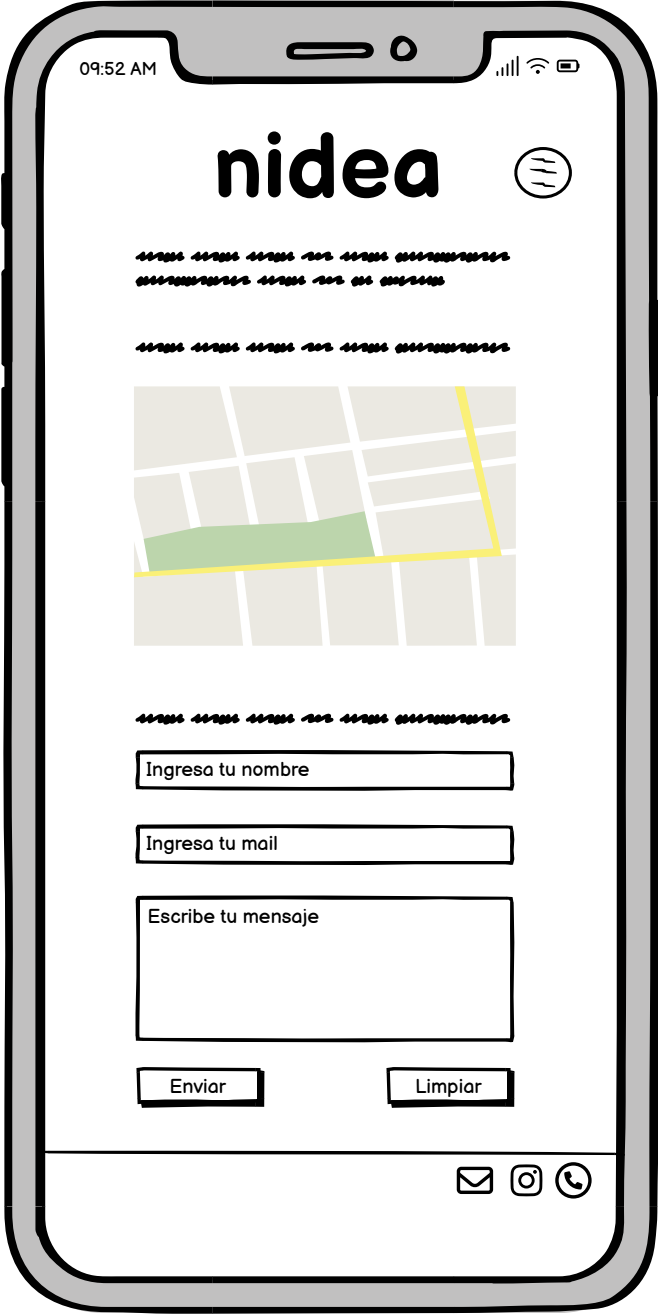 09:52 AM
nidea
Ingresa tu nombre
Ingresa tu mail
Escribe tu mensaje
Enviar
Limpiar